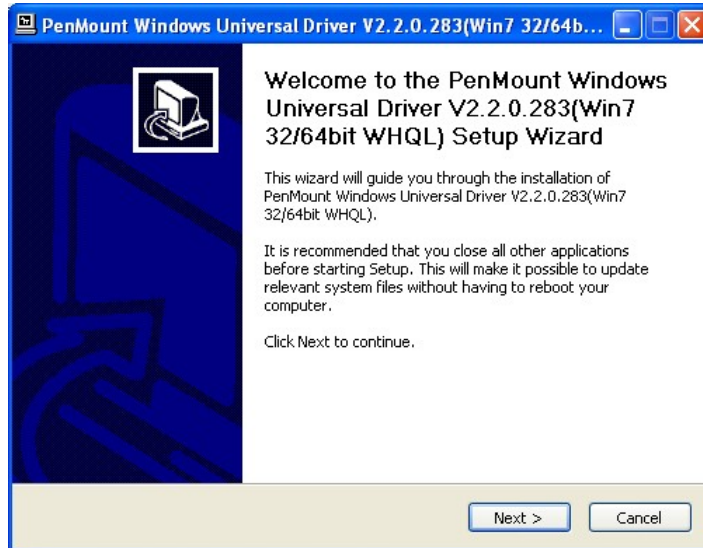 PenMount Windows Universal Driver V2.2.0.283(Win7 32/64b...
Welcome to the PenMount Windows
Universal Driver V2.2.0.283(Win7
32/64bit WHQL) Setup Wizard
This wizard will guide you through the installation of
PenMount Windows Universal Driver V2.2.0.283(Win7
32/64bit WHQL).
It is recommended that you close all other applications
before starting Setup. This will make it possible to update
relevant system files without having to reboot your
computer.
Click Next to continue.
Next >
Cancel